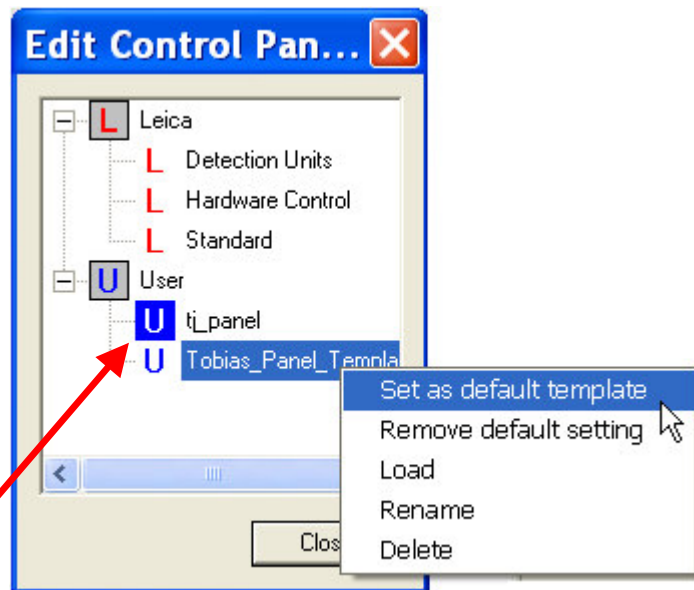 Edit Control Pan...
L Leica
L Detection Units
L Hardware Control
L Standard
U User
U tj_panel
U Tobias_Panel_Templa
Set as default template
Remove default setting
Load
Rename
Delete
Clos